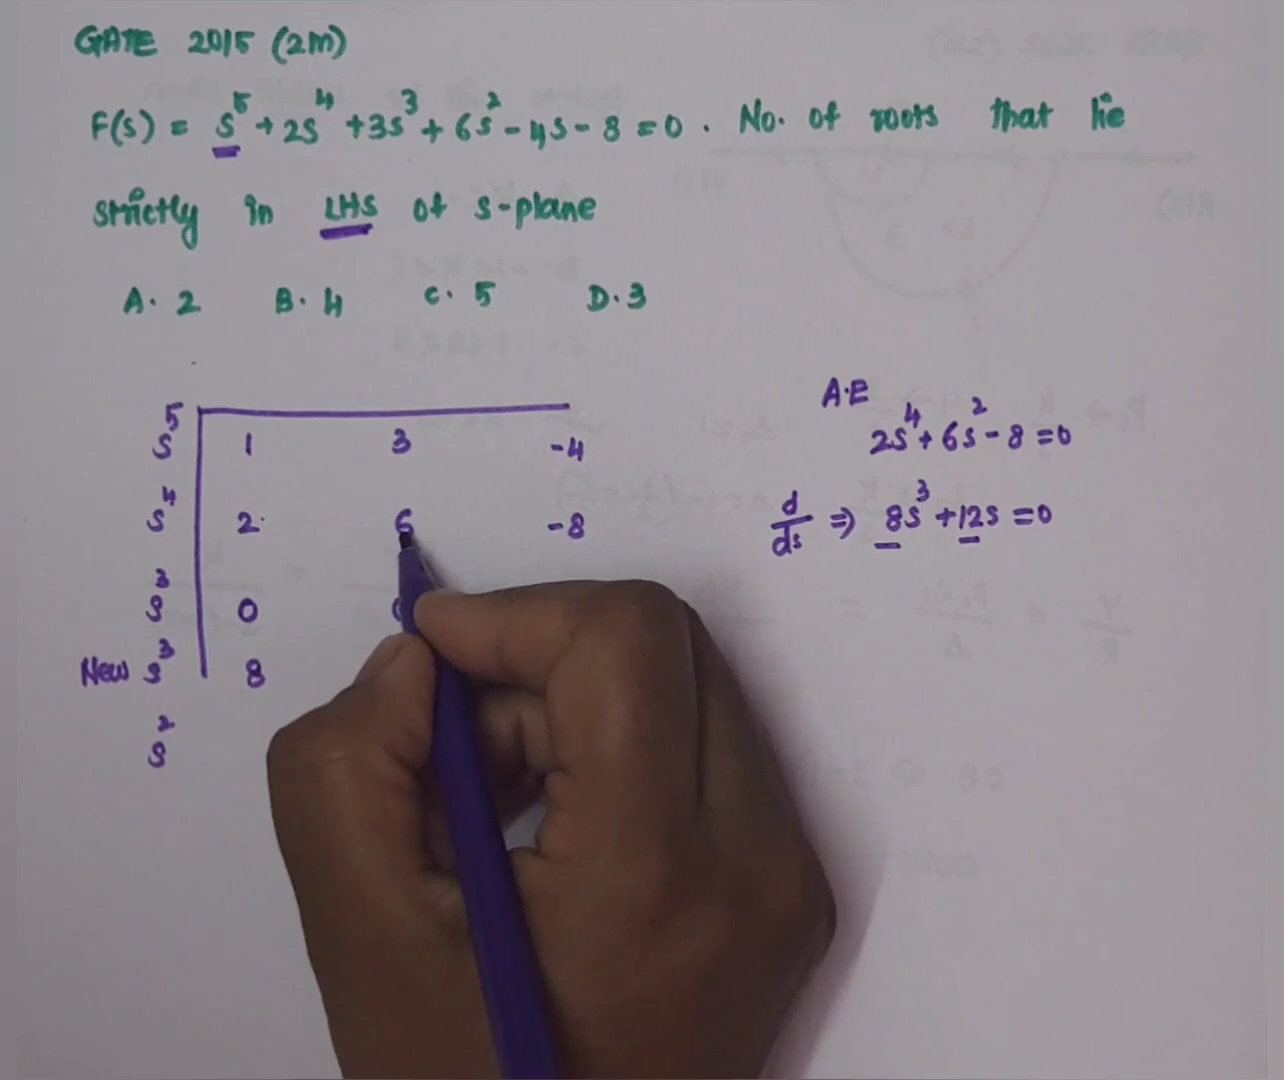 GATE 2015 (2M)
F(s) = s⁵ + 2s⁴ + 3s³ + 6s² - 4s - 8 = 0 . No. of roots that lie
strictly in LHS of s-plane
A. 2 B. 4 C. 5 D. 3
A.E
2s⁴ + 6s² - 8 = 0
d/ds ⇒ 8s³ + 12s = 0
s⁵ 1 3 -4
s⁴ 2 6 -8
s³ 0
New s³ 8
s²